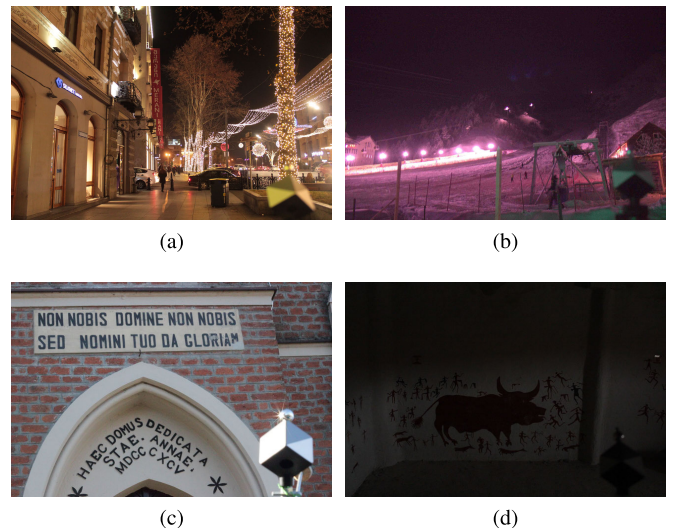 (a)
(b)
NON NOBIS DOMINE NON NOBIS
SED NOMINI TUO DA GLORIAM
HAEC DOMUS DEDICATA
STAE. ANNAE.
MDCCCXCV
(c)
(d)